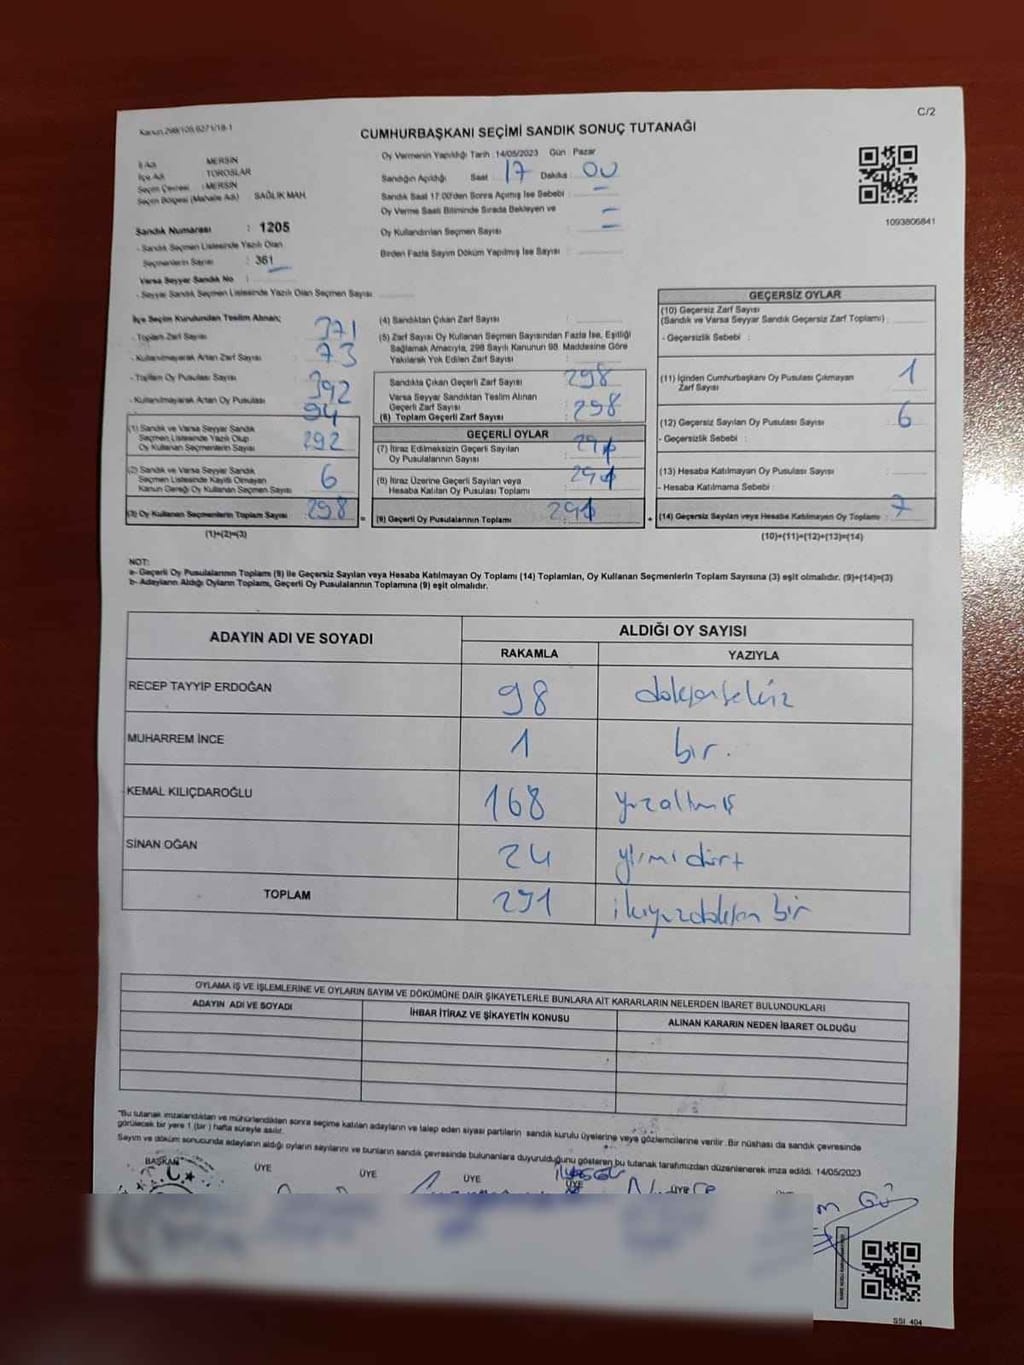 C/2
Kanun 298/105,6271/18-1
CUMHURBAŞKANI SEÇİMİ SANDIK SONUÇ TUTANAĞI
İl Adı MERSİN
İlçe Adı TOROSLAR
Seçim Çevresi : MERSİN
Seçim Bölgesi (Mahalle Adı) SAĞLIK MAH
Oy Vermenin Yapıldığı Tarih :14/05/2023 Gün Pazar
Sandığın Açıldığı Saat : 17 Dakika 00
Sandık Saat 17:00'den Sonra Açılmış İse Sebebi :
Oy Verme Saati Bitiminde Sırada Bekleyen ve
Oy Kullandırılan Seçmen Sayısı
Birden Fazla Sayım Döküm Yapılmış İse Sayısı :
1093806841
Sandık Numarası : 1205
- Sandık Seçmen Listesinde Yazılı Olan
Seçmenlerin Sayısı : 361
Varsa Seyyar Sandık No :
- Seyyar Sandık Seçmen Listesinde Yazılı Olan Seçmen Sayısı
İlçe Seçim Kurulundan Teslim Alınan;
- Toplam Zarf Sayısı 371
- Kullanılmayarak Artan Zarf Sayısı 73
- Toplam Oy Pusulası Sayısı 392
- Kullanılmayarak Artan Oy Pusulası 94
(1) Sandık ve Varsa Seyyar Sandık
Seçmen Listesinde Yazılı Olup
Oy Kullanan Seçmenlerin Sayısı 292
(2) Sandık ve Varsa Seyyar Sandık
Seçmen Listesinde Kayıtlı Olmayan
Kanun Gereği Oy Kullanan Seçmen Sayısı 6
(3) Oy Kullanan Seçmenlerin Toplam Sayısı 298
(1)+(2)=(3)
(4) Sandıktan Çıkan Zarf Sayısı :
(5) Zarf Sayısı Oy Kullanan Seçmen Sayısından Fazla İse, Eşitliği
Sağlamak Amacıyla, 298 Sayılı Kanunun 98. Maddesine Göre
Yakılarak Yok Edilen Zarf Sayısı :
Sandıkta Çıkan Geçerli Zarf Sayısı : 298
Varsa Seyyar Sandıktan Teslim Alınan
Geçerli Zarf Sayısı
(6) Toplam Geçerli Zarf Sayısı : 298
GEÇERLİ OYLAR
(7) İtiraz Edilmeksizin Geçerli Sayılan
Oy Pusulalarının Sayısı 291
(8) İtiraz Üzerine Geçerli Sayılan veya
Hesaba Katılan Oy Pusulası Toplamı 291
(9) Geçerli Oy Pusulalarının Toplamı 291
GEÇERSİZ OYLAR
(10) Geçersiz Zarf Sayısı
(Sandık ve Varsa Seyyar Sandık Geçersiz Zarf Toplamı)
- Geçersizlik Sebebi :
(11) İçinden Cumhurbaşkanı Oy Pusulası Çıkmayan
Zarf Sayısı 1
(12) Geçersiz Sayılan Oy Pusulası Sayısı 6
- Geçersizlik Sebebi :
(13) Hesaba Katılmayan Oy Pusulası Sayısı
- Hesaba Katılmama Sebebi :
(14) Geçersiz Sayılan veya Hesaba Katılmayan Oy Toplamı : 7
(10)+(11)+(12)+(13)=(14)
NOT:
a- Geçerli Oy Pusulalarının Toplamı (9) ile Geçersiz Sayılan veya Hesaba Katılmayan Oy Toplamı (14) Toplamları, Oy Kullanan Seçmenlerin Toplam Sayısına (3) eşit olmalıdır. (9)+(14)=(3)
b- Adayların Aldığı Oyların Toplamı, Geçerli Oy Pusulalarının Toplamına (9) eşit olmalıdır.
ADAYIN ADI VE SOYADI ALDIĞI OY SAYISI
RAKAMLA YAZIYLA
RECEP TAYYİP ERDOĞAN 98 doksansekiz
MUHARREM İNCE 1 bir.
KEMAL KILIÇDAROĞLU 168 yüzaltmış
SİNAN OĞAN 24 yirmi dört
TOPLAM 291 ikiyüzdoksan bir
OYLAMA İŞ VE İŞLEMLERİNE VE OYLARIN SAYIM VE DÖKÜMÜNE DAİR ŞİKAYETLERLE BUNLARA AİT KARARLARIN NELERDEN İBARET BULUNDUKLARI
ADAYIN ADI VE SOYADI İHBAR İTİRAZ VE ŞİKAYETİN KONUSU ALINAN KARARIN NEDEN İBARET OLDUĞU
"Bu tutanak imzalandıktan ve mühürlendikten sonra seçime katılan adayların ve talep eden siyasi partilerin sandık kurulu üyelerine veya gözlemcilerine verilir. Bir nüshası da sandık çevresinde
görülecek bir yere 1 (bir) hafta süreyle asılır.
Sayım ve döküm sonucunda adayların aldığı oyların sayılarını ve bunların sandık çevresinde bulunanlara duyurulduğunu gösteren bu tutanak tarafımızdan düzenlenerek imza edildi. 14/05/2023
BAŞKAN ÜYE ÜYE ÜYE ÜYE ÜYE ÜYE
SSI 404